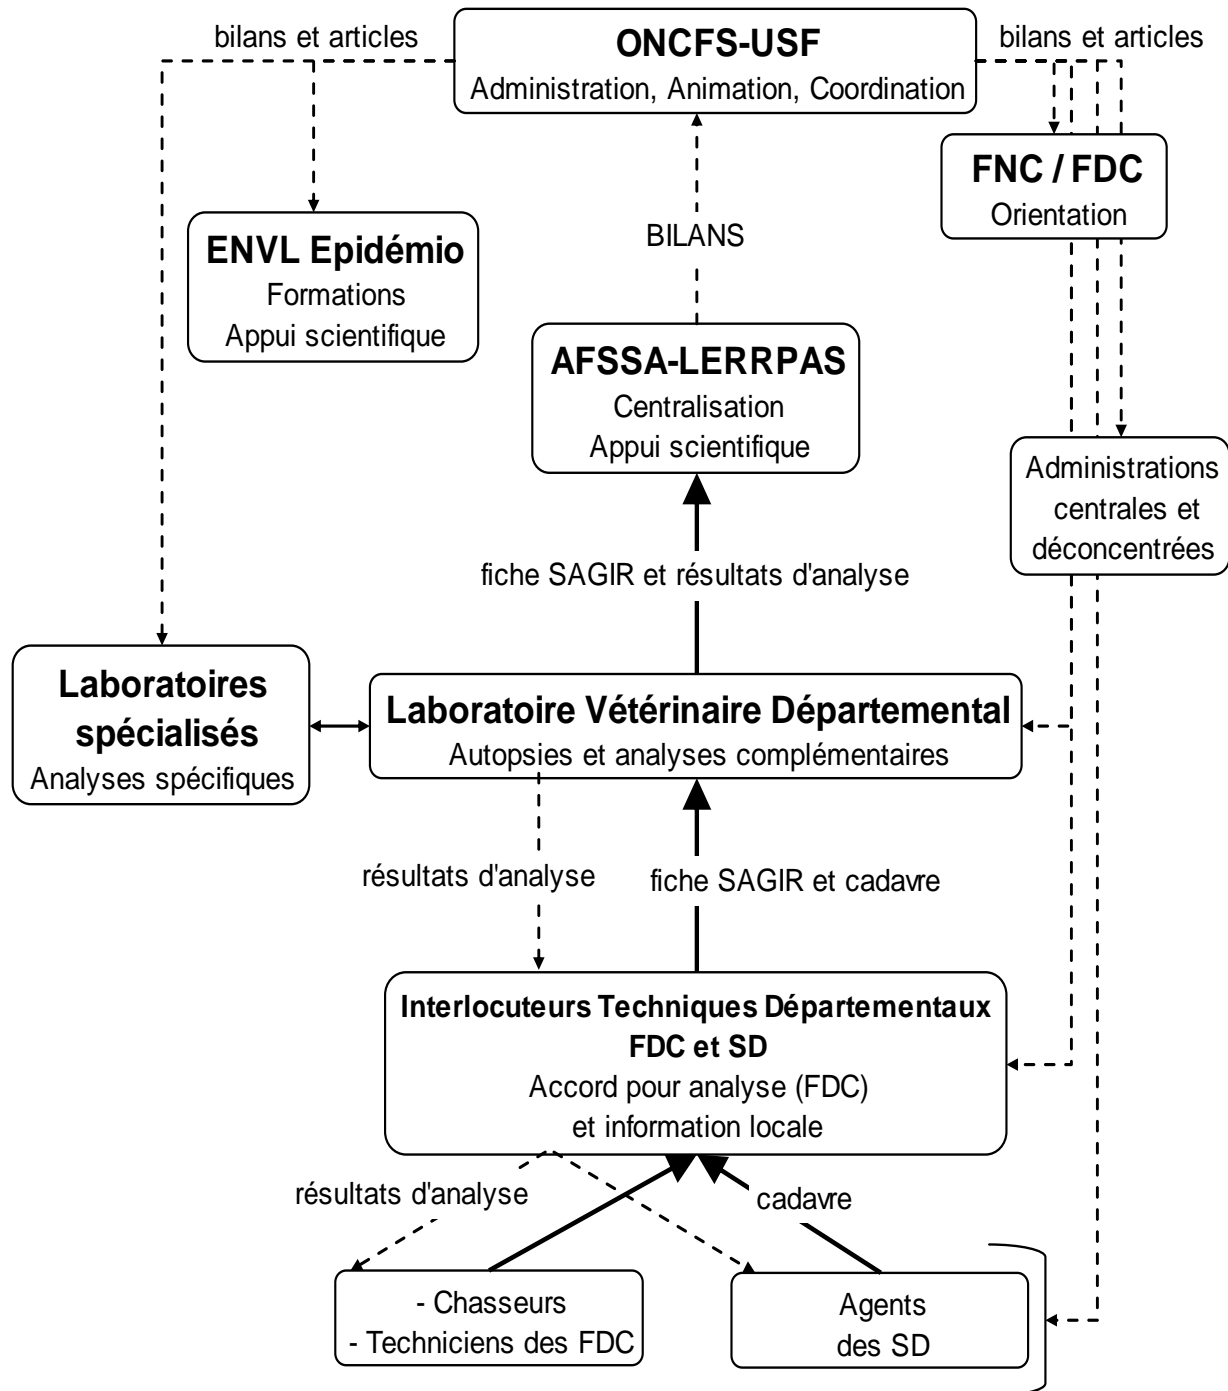 bilans et articles
ONCFS-USF
Administration, Animation, Coordination
bilans et articles
FNC / FDC
Orientation
ENVL Epidémio
Formations
Appui scientifique
BILANS
AFSSA-LERRPAS
Centralisation
Appui scientifique
Administrations
centrales et
déconcentrées
fiche SAGIR et résultats d'analyse
Laboratoires
spécialisés
Analyses spécifiques
Laboratoire Vétérinaire Départemental
Autopsies et analyses complémentaires
résultats d'analyse
fiche SAGIR et cadavre
Interlocuteurs Techniques Départementaux
FDC et SD
Accord pour analyse (FDC)
et information locale
résultats d'analyse
cadavre
- Chasseurs
- Techniciens des FDC
Agents
des SD